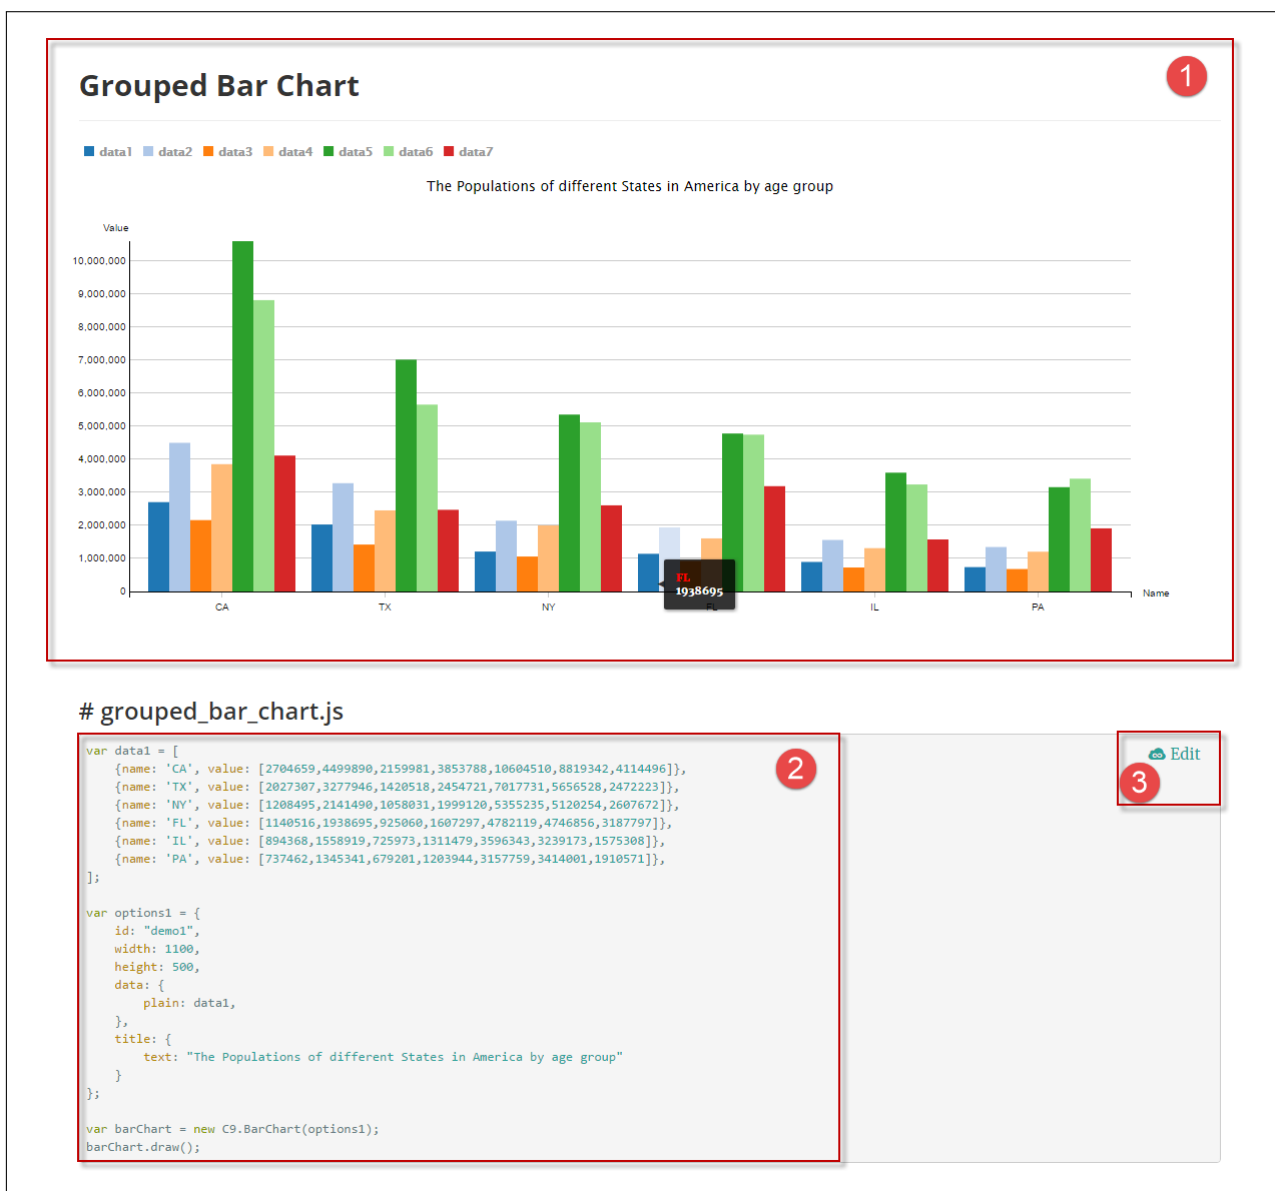 Grouped Bar Chart
1
data1 data2 data3 data4 data5 data6 data7
The Populations of different States in America by age group
Value
10,000,000
9,000,000
8,000,000
7,000,000
6,000,000
5,000,000
4,000,000
3,000,000
2,000,000
1,000,000
0
FL
1938695
CA TX NY FL IL PA
Name
# grouped_bar_chart.js
2
Edit
3
var data1 = [
{name: 'CA', value: [2704659,4499890,2159981,3853788,10604510,8819342,4114496]},
{name: 'TX', value: [2027307,3277946,1420518,2454721,7017731,5656528,2472223]},
{name: 'NY', value: [1208495,2141490,1058031,1999120,5355235,5120254,2607672]},
{name: 'FL', value: [1140516,1938695,925060,1607297,4782119,4746856,3187797]},
{name: 'IL', value: [894368,1558919,725973,1311479,3596343,3239173,1575308]},
{name: 'PA', value: [737462,1345341,679201,1203944,3157759,3414001,1910571]},
];
var options1 = {
id: "demo1",
width: 1100,
height: 500,
data: {
plain: data1,
},
title: {
text: "The Populations of different States in America by age group"
}
};
var barChart = new C9.BarChart(options1);
barChart.draw();